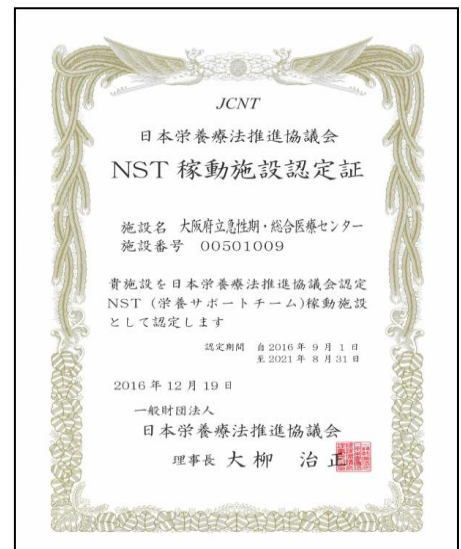 JCNT
日本栄養療法推進協議会
NST 稼動施設認定証
施設名 大阪府立急性期・総合医療センター
施設番号 00501009
貴施設を日本栄養療法推進協議会認定
NST（栄養サポートチーム）稼動施設
として認定します
認定期間 自 2016 年 9 月 1 日
至 2021 年 8 月 31 日
2016 年 12 月 19 日
一般財団法人
日本栄養療法推進協議会
理事長 大柳 治正